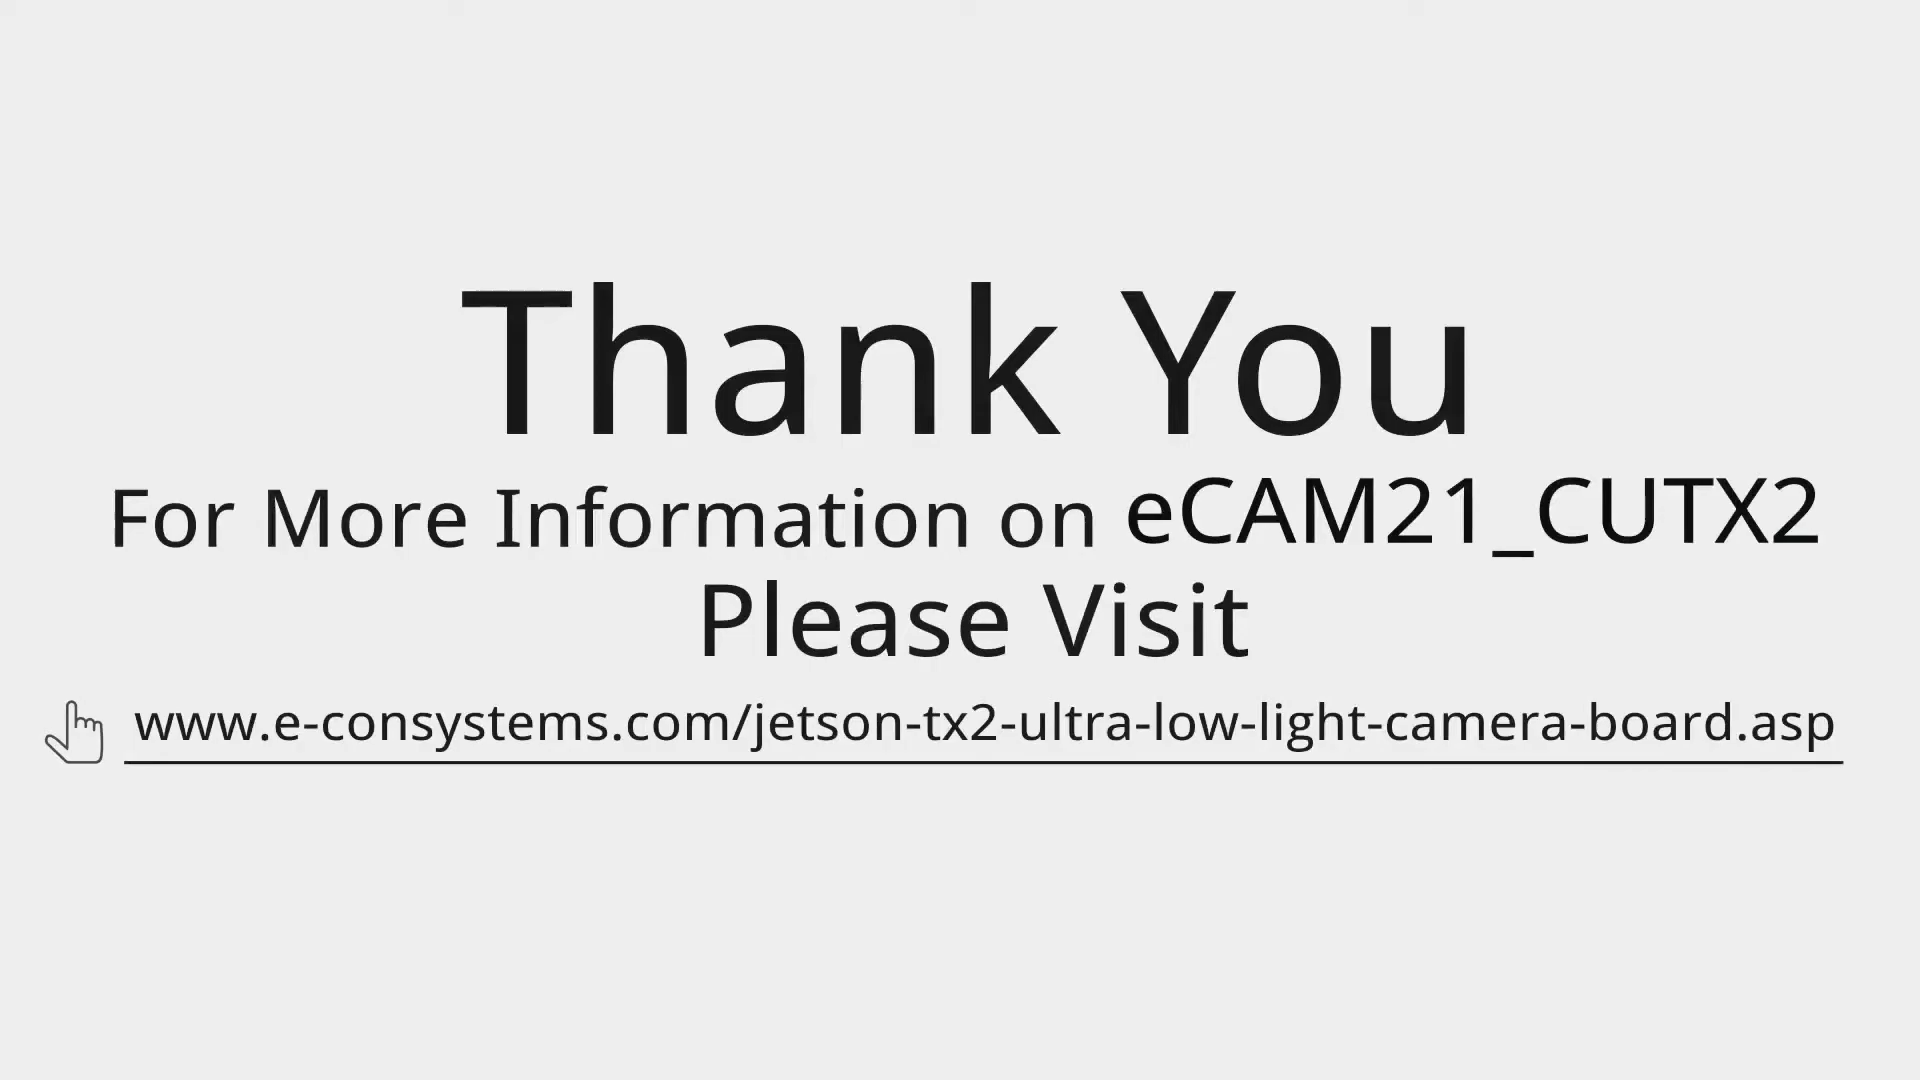 Thank You
For More Information on eCAM21_CUTX2
Please Visit
www.e-consystems.com/jetson-tx2-ultra-low-light-camera-board.asp